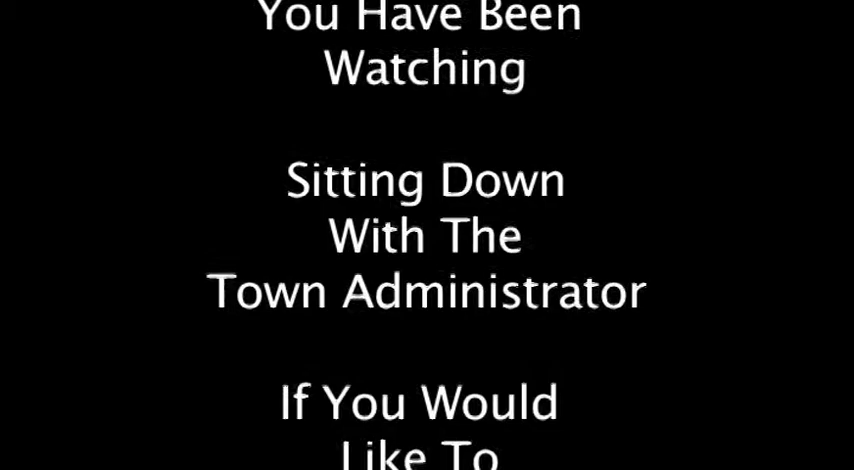 You Have Been
Watching
Sitting Down
With The
Town Administrator
If You Would
Like To